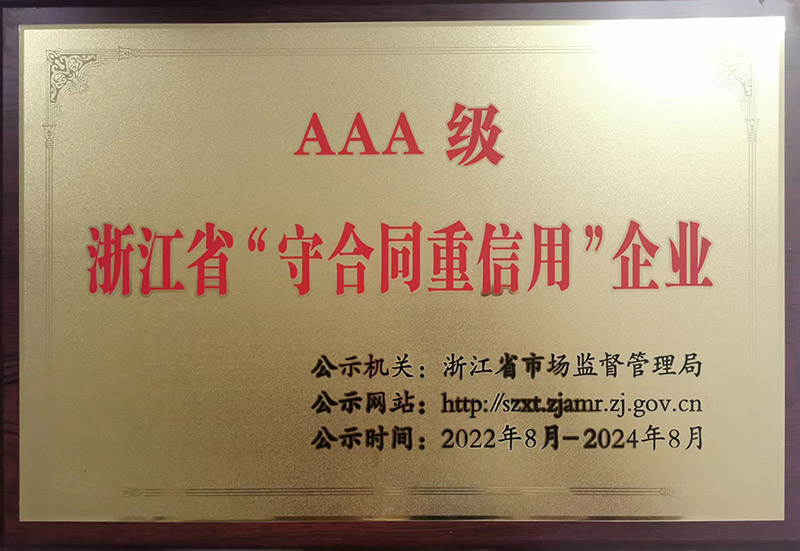 AAA 级
浙江省“守合同重信用”企业
公示机关：浙江省市场监督管理局
公示网站：http://szxt.zjamr.zj.gov.cn
公示时间：2022年8月－2024年8月